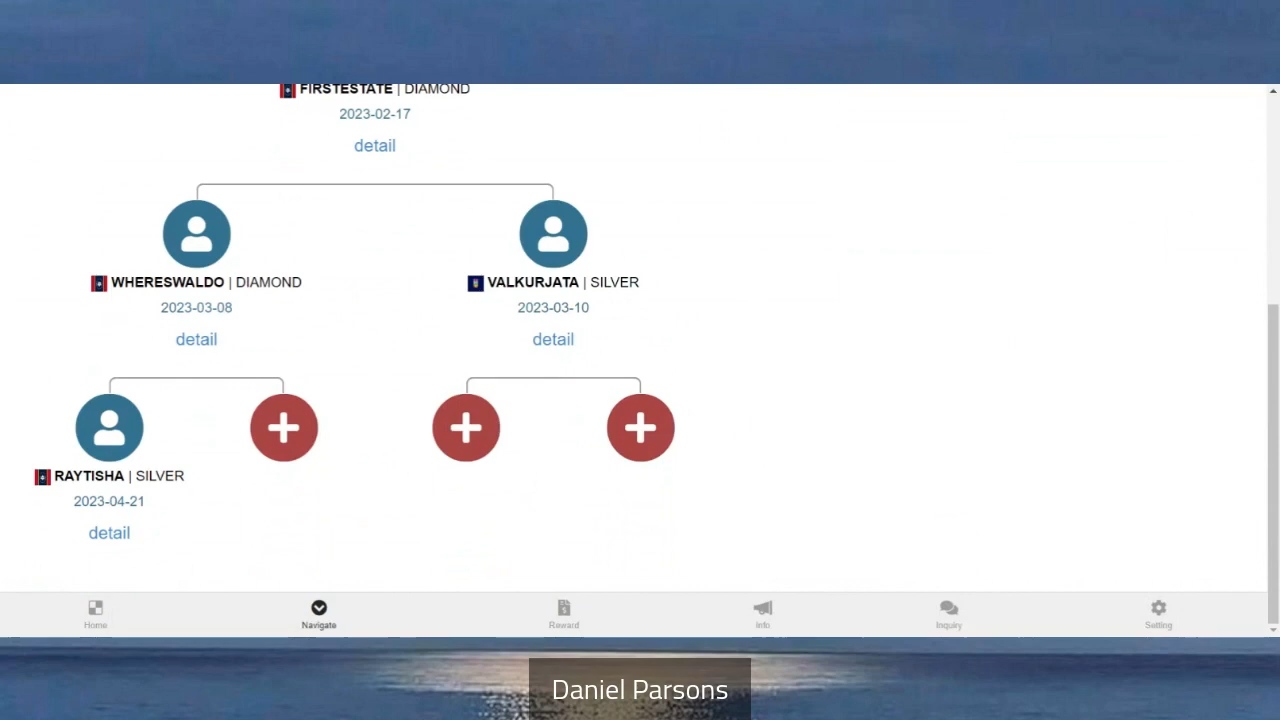 FIRSTESTATE | DIAMOND
2023-02-17
detail
WHERESWALDO | DIAMOND
2023-03-08
detail
VALKURJATA | SILVER
2023-03-10
detail
RAYTISHA | SILVER
2023-04-21
detail
Home
Navigate
Reward
Info
Inquiry
Setting
Daniel Parsons